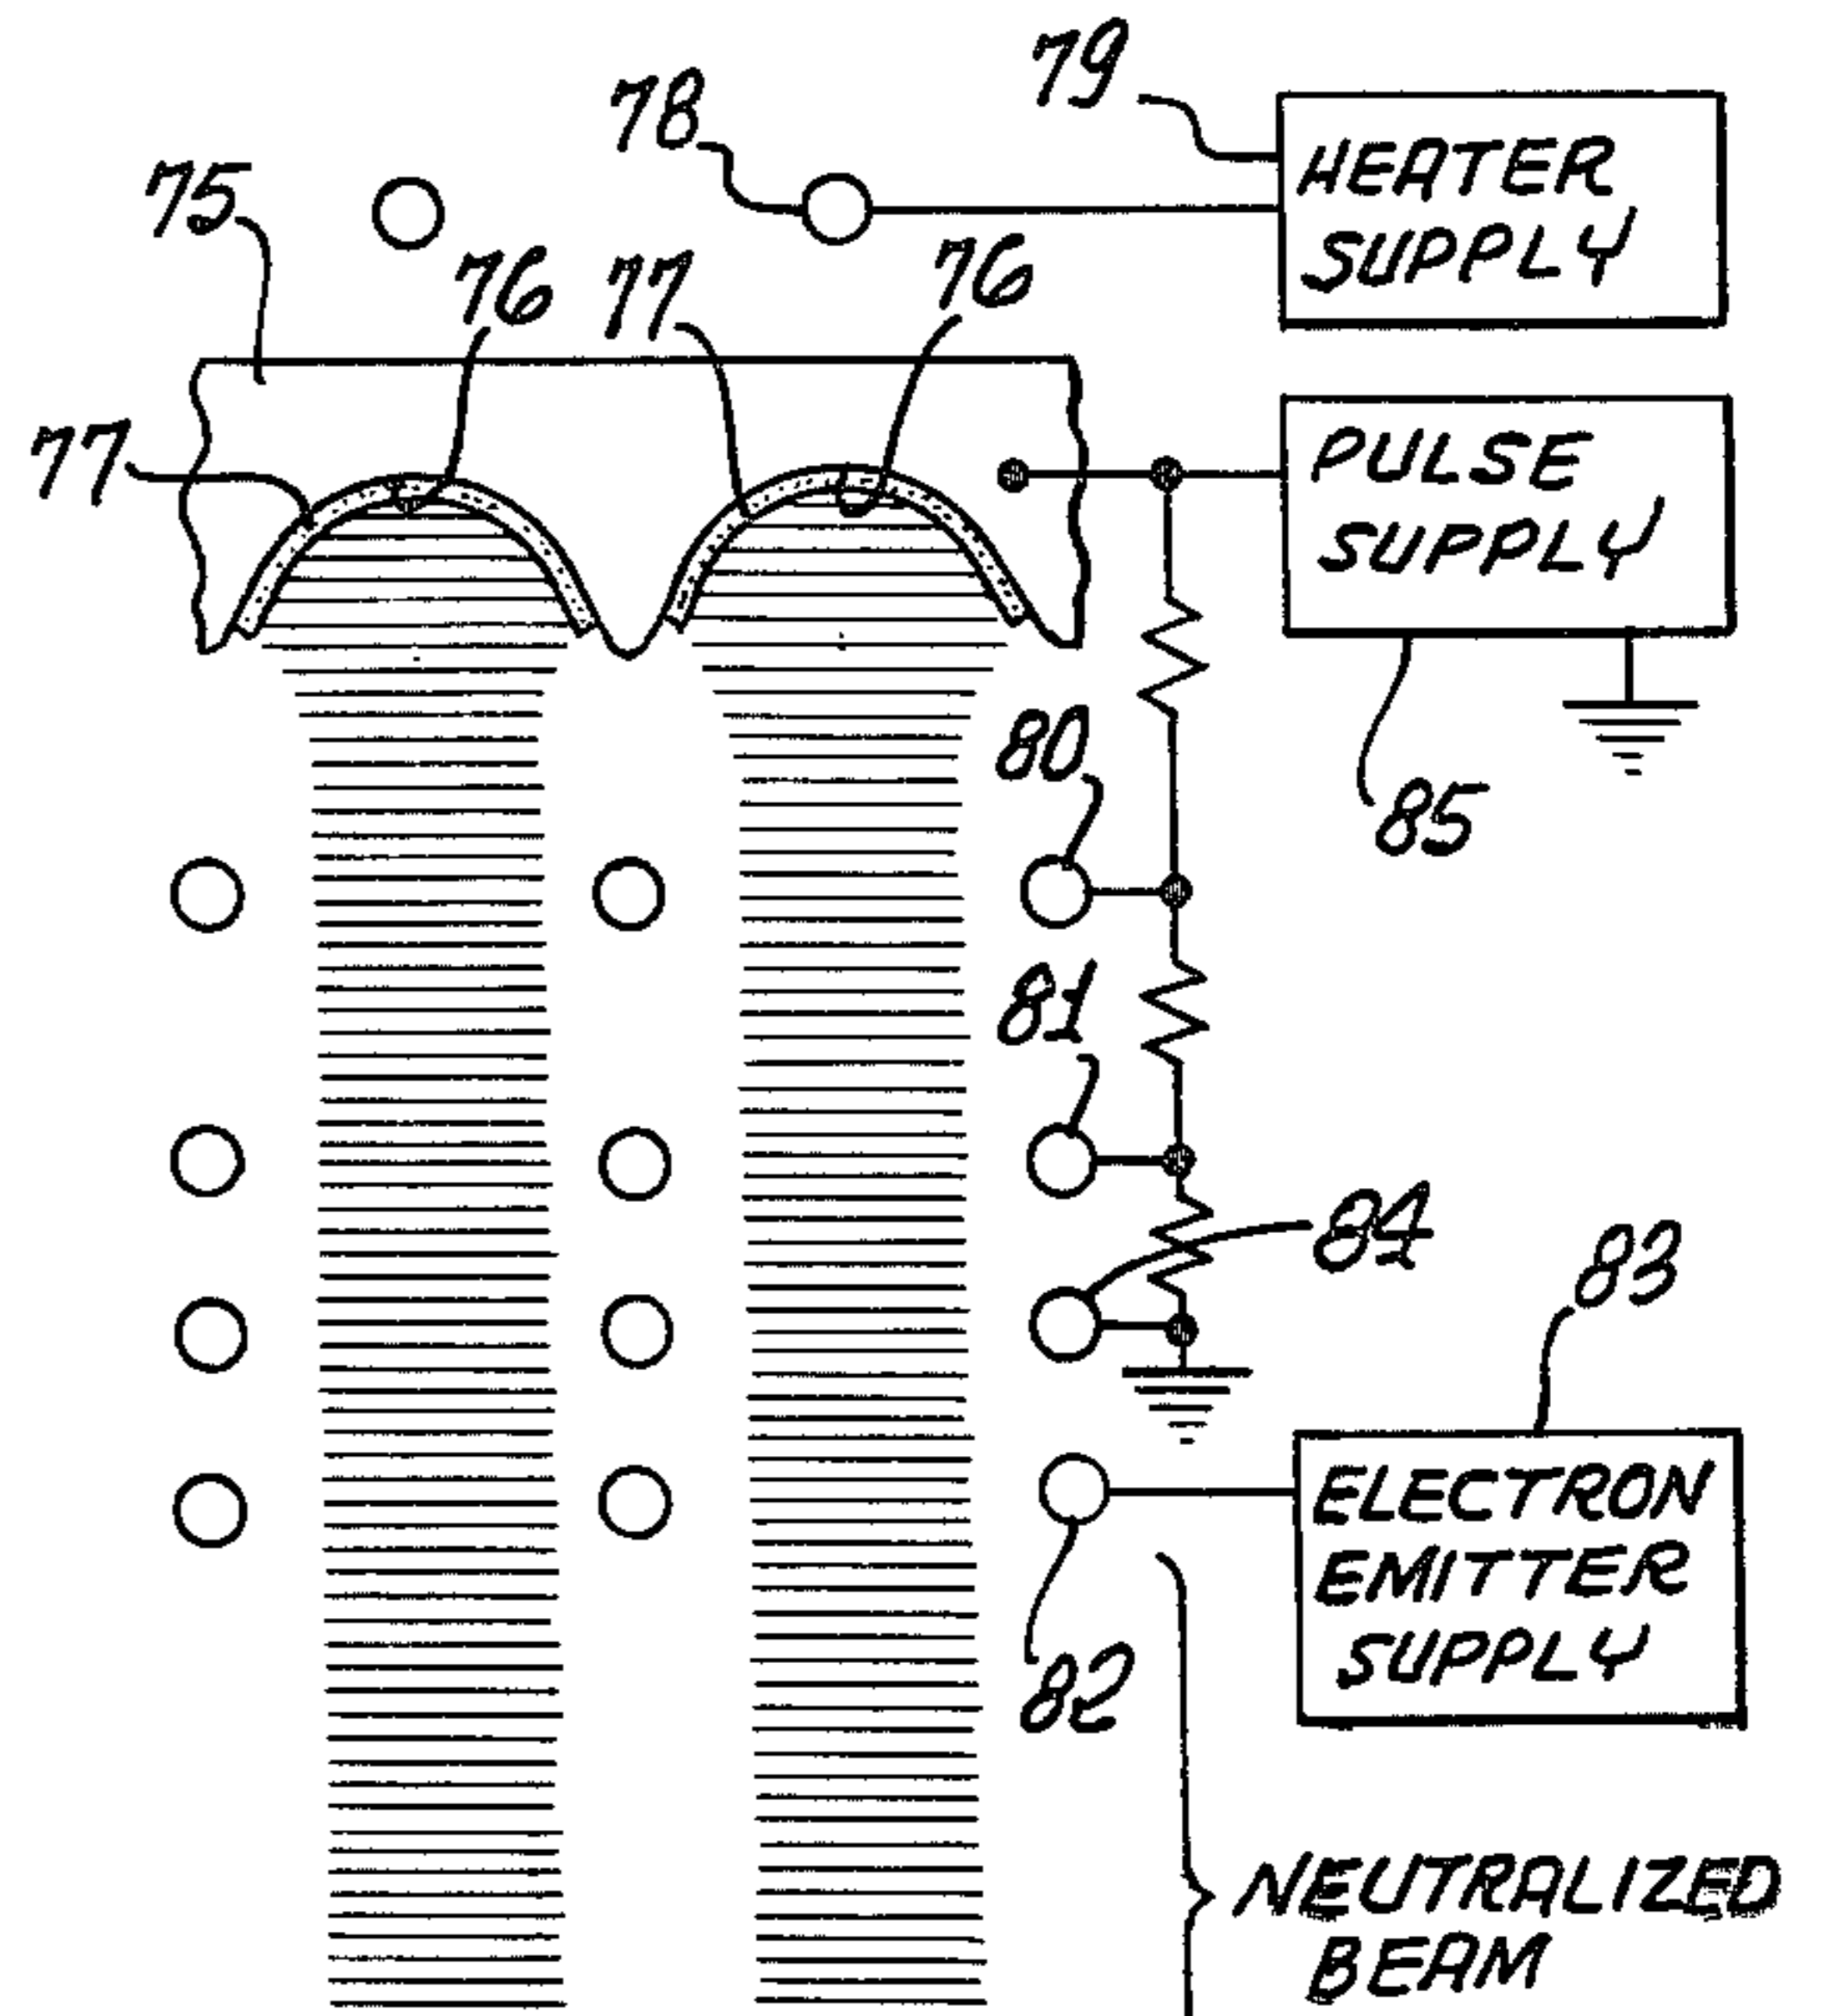 79
78
HEATER
SUPPLY
75
76
77
76
77
PULSE
SUPPLY
80
85
81
84
83
ELECTRON
EMITTER
SUPPLY
82
NEUTRALIZED
BEAM